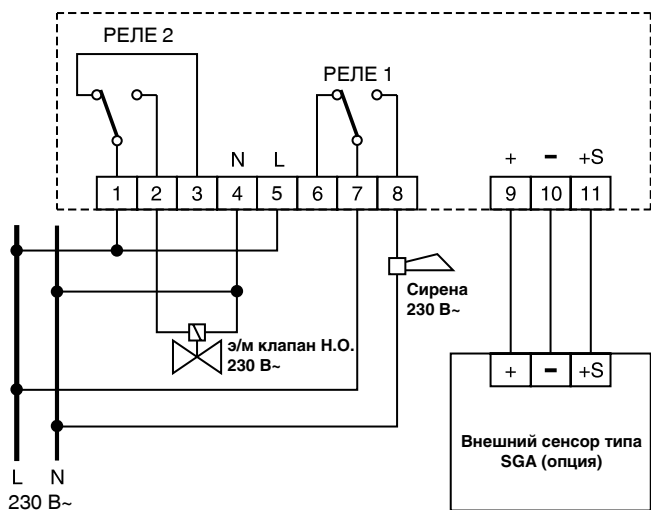 РЕЛЕ 2
РЕЛЕ 1
N L
+ - +S
1 2 3 4 5 6 7 8 9 10 11
Сирена
230 В~
э/м клапан Н.О.
230 В~
+ - +S
Внешний сенсор типа
SGA (опция)
L N
230 В~